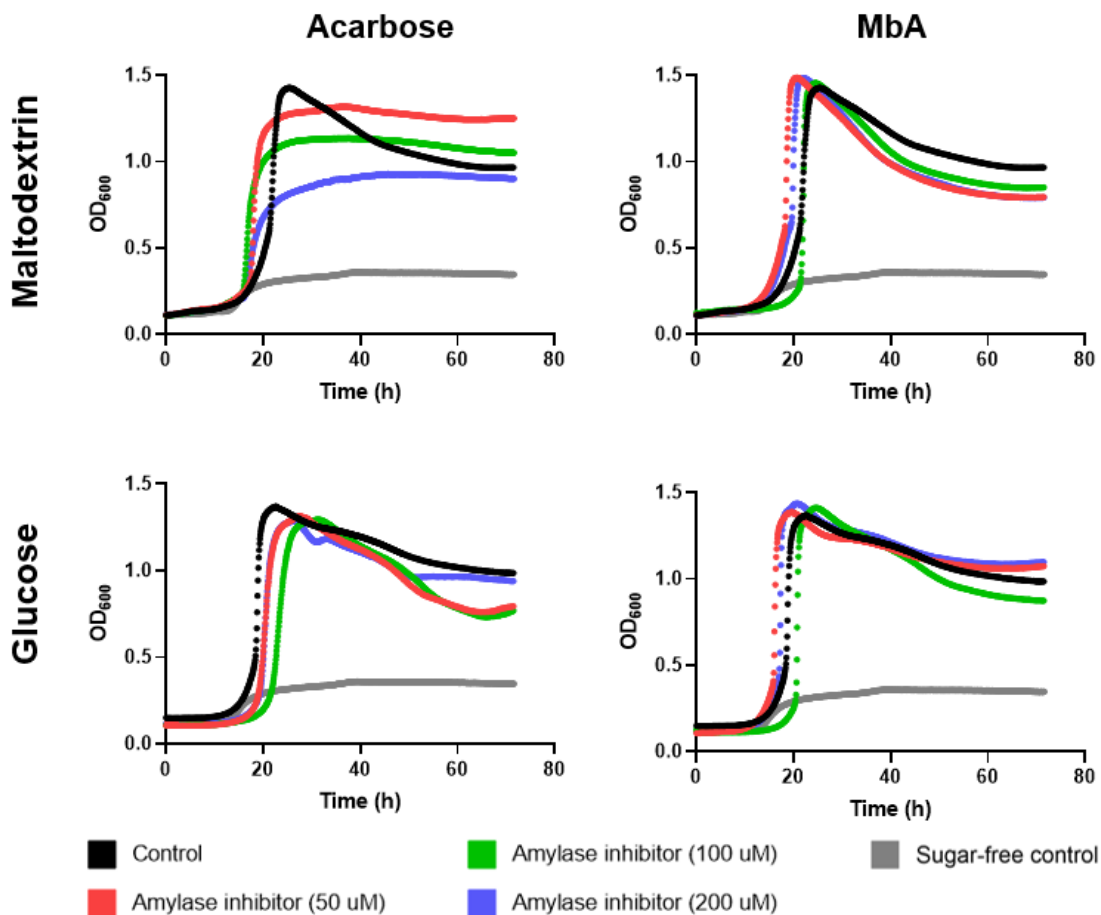 Acarbose
MbA
Maltodextrin
1.5
1.0
0.5
0.0
OD600
0 20 40 60 80
Time (h)
1.5
1.0
0.5
0.0
OD600
0 20 40 60 80
Time (h)
Glucose
1.5
1.0
0.5
0.0
OD600
0 20 40 60 80
Time (h)
1.5
1.0
0.5
0.0
OD600
0 20 40 60 80
Time (h)
Control
Amylase inhibitor (100 uM)
Sugar-free control
Amylase inhibitor (50 uM)
Amylase inhibitor (200 uM)